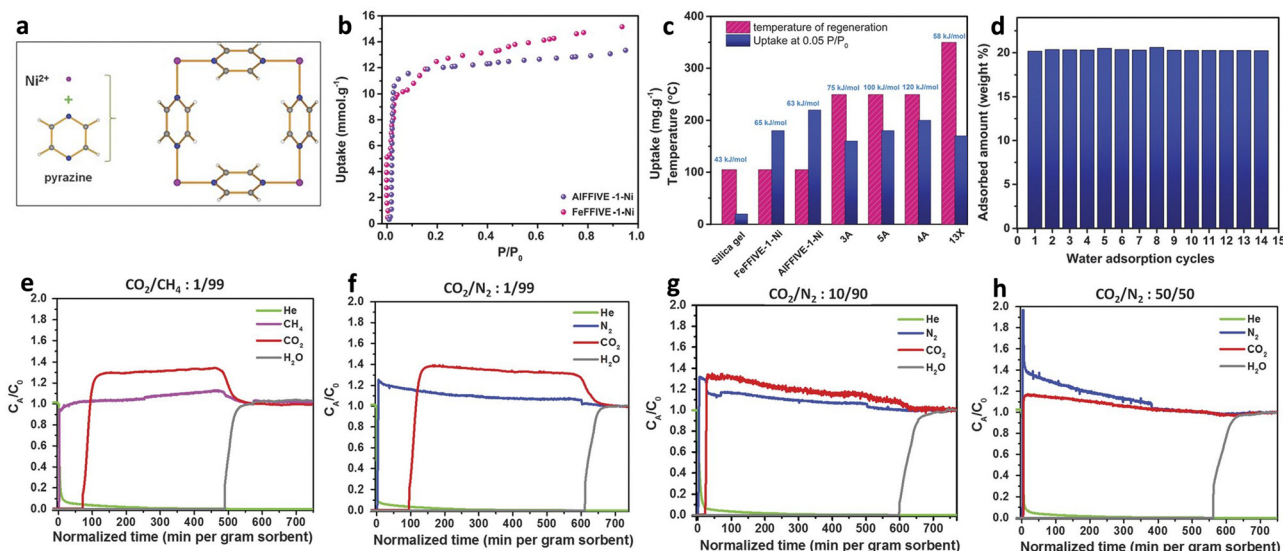 a
Ni2+
+
pyrazine
b
Uptake (mmol.g-1)
16
14
12
10
8
6
4
2
0
0.0 0.2 0.4 0.6 0.8 1.0
P/P0
AlFFIVE -1-Ni
FeFFIVE-1-Ni
c
Uptake (mg.g-1)
Temperature (°C)
400
300
200
100
0
temperature of regeneration
Uptake at 0.05 P/P0
43 kJ/mol
65 kJ/mol
63 kJ/mol
75 kJ/mol
100 kJ/mol
120 kJ/mol
58 kJ/mol
Silica gel
FeFFIVE-1-Ni
AlFFIVE-1-Ni
3A
5A
4A
13X
d
Adsorbed amount (weight %)
25
20
15
10
5
0
0 1 2 3 4 5 6 7 8 9 10 11 12 13 14 15
Water adsorption cycles
e
CO2/CH4 : 1/99
CA/C0
2.0
1.8
1.6
1.4
1.2
1.0
0.8
0.6
0.4
0.2
0.0
He
CH4
CO2
H2O
0 100 200 300 400 500 600 700
Normalized time (min per gram sorbent)
f
CO2/N2 : 1/99
CA/C0
2.0
1.8
1.6
1.4
1.2
1.0
0.8
0.6
0.4
0.2
0.0
He
N2
CO2
H2O
0 100 200 300 400 500 600 700
Normalized time (min per gram sorbent)
g
CO2/N2 : 10/90
CA/C0
2.0
1.8
1.6
1.4
1.2
1.0
0.8
0.6
0.4
0.2
0.0
He
N2
CO2
H2O
0 100 200 300 400 500 600 700
Normalized time (min per gram sorbent)
h
CO2/N2 : 50/50
CA/C0
2.0
1.8
1.6
1.4
1.2
1.0
0.8
0.6
0.4
0.2
0.0
He
N2
CO2
H2O
0 100 200 300 400 500 600 700
Normalized time (min per gram sorbent)